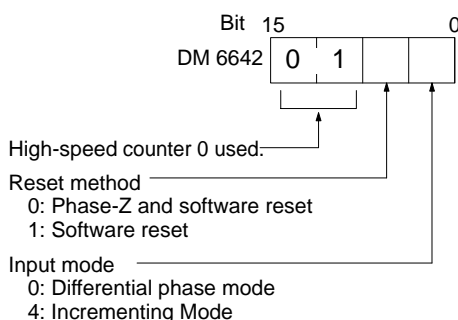 Bit 15 0
DM 6642 0 1
High-speed counter 0 used.
Reset method
0: Phase-Z and software reset
1: Software reset
Input mode
0: Differential phase mode
4: Incrementing Mode